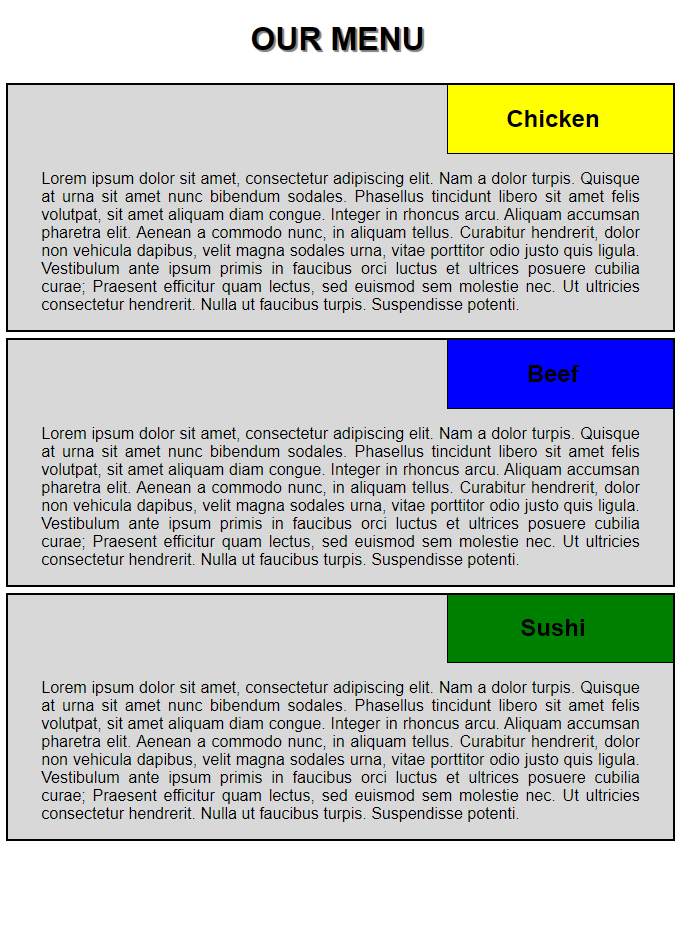 OUR MENU
Chicken
Lorem ipsum dolor sit amet, consectetur adipiscing elit. Nam a dolor turpis. Quisque
at urna sit amet nunc bibendum sodales. Phasellus tincidunt libero sit amet felis
volutpat, sit amet aliquam diam congue. Integer in rhoncus arcu. Aliquam accumsan
pharetra elit. Aenean a commodo nunc, in aliquam tellus. Curabitur hendrerit, dolor
non vehicula dapibus, velit magna sodales urna, vitae porttitor odio justo quis ligula.
Vestibulum ante ipsum primis in faucibus orci luctus et ultrices posuere cubilia
curae; Praesent efficitur quam lectus, sed euismod sem molestie nec. Ut ultricies
consectetur hendrerit. Nulla ut faucibus turpis. Suspendisse potenti.
Beef
Lorem ipsum dolor sit amet, consectetur adipiscing elit. Nam a dolor turpis. Quisque
at urna sit amet nunc bibendum sodales. Phasellus tincidunt libero sit amet felis
volutpat, sit amet aliquam diam congue. Integer in rhoncus arcu. Aliquam accumsan
pharetra elit. Aenean a commodo nunc, in aliquam tellus. Curabitur hendrerit, dolor
non vehicula dapibus, velit magna sodales urna, vitae porttitor odio justo quis ligula.
Vestibulum ante ipsum primis in faucibus orci luctus et ultrices posuere cubilia
curae; Praesent efficitur quam lectus, sed euismod sem molestie nec. Ut ultricies
consectetur hendrerit. Nulla ut faucibus turpis. Suspendisse potenti.
Sushi
Lorem ipsum dolor sit amet, consectetur adipiscing elit. Nam a dolor turpis. Quisque
at urna sit amet nunc bibendum sodales. Phasellus tincidunt libero sit amet felis
volutpat, sit amet aliquam diam congue. Integer in rhoncus arcu. Aliquam accumsan
pharetra elit. Aenean a commodo nunc, in aliquam tellus. Curabitur hendrerit, dolor
non vehicula dapibus, velit magna sodales urna, vitae porttitor odio justo quis ligula.
Vestibulum ante ipsum primis in faucibus orci luctus et ultrices posuere cubilia
curae; Praesent efficitur quam lectus, sed euismod sem molestie nec. Ut ultricies
consectetur hendrerit. Nulla ut faucibus turpis. Suspendisse potenti.